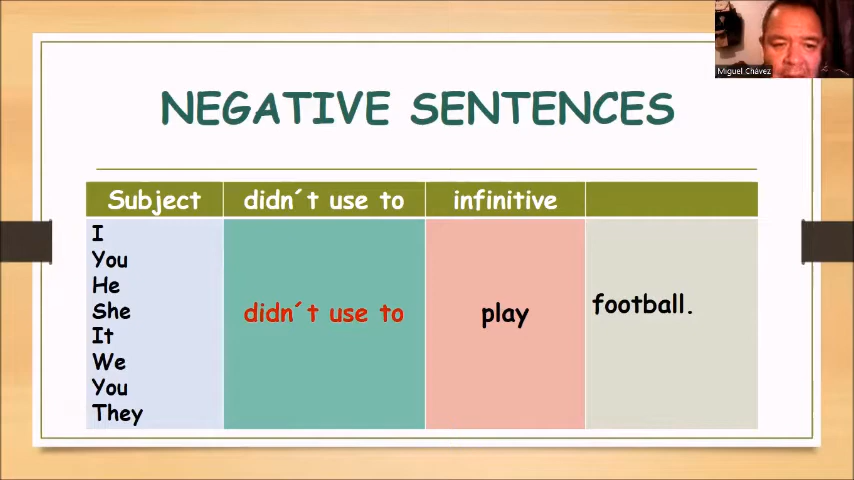 Miguel Chávez
NEGATIVE SENTENCES
Subject didn´t use to infinitive
I
You
He
She
It
We
You
They
didn´t use to
play
football.